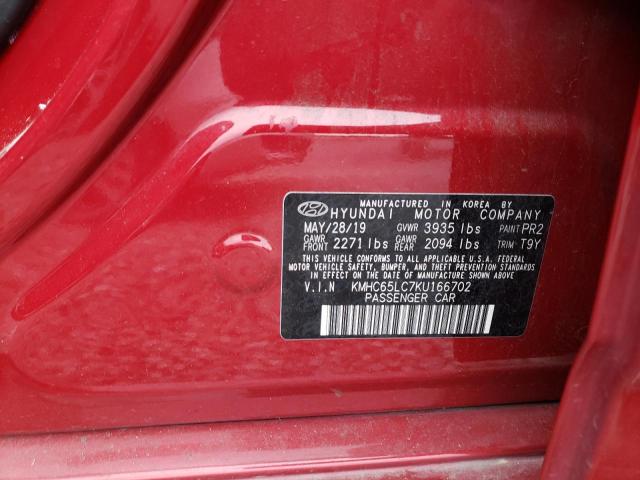 MANUFACTURED IN KOREA BY
HYUNDAI MOTOR COMPANY
MAY/28/19 GVWR 3935 lbs PAINT PR2
GAWR FRONT 2271 lbs GAWR REAR 2094 lbs TRIM T9Y
THIS VEHICLE CONFORMS TO ALL APPLICABLE U.S.A FEDERAL
MOTOR VEHICLE SAFETY, BUMPER, AND THEFT PREVENTION
STANDARDS IN EFFECT ON THE DATE OF MANUFACTURE SHOWN ABOVE.
V.I.N KMHC65LC7KU166702
PASSENGER CAR